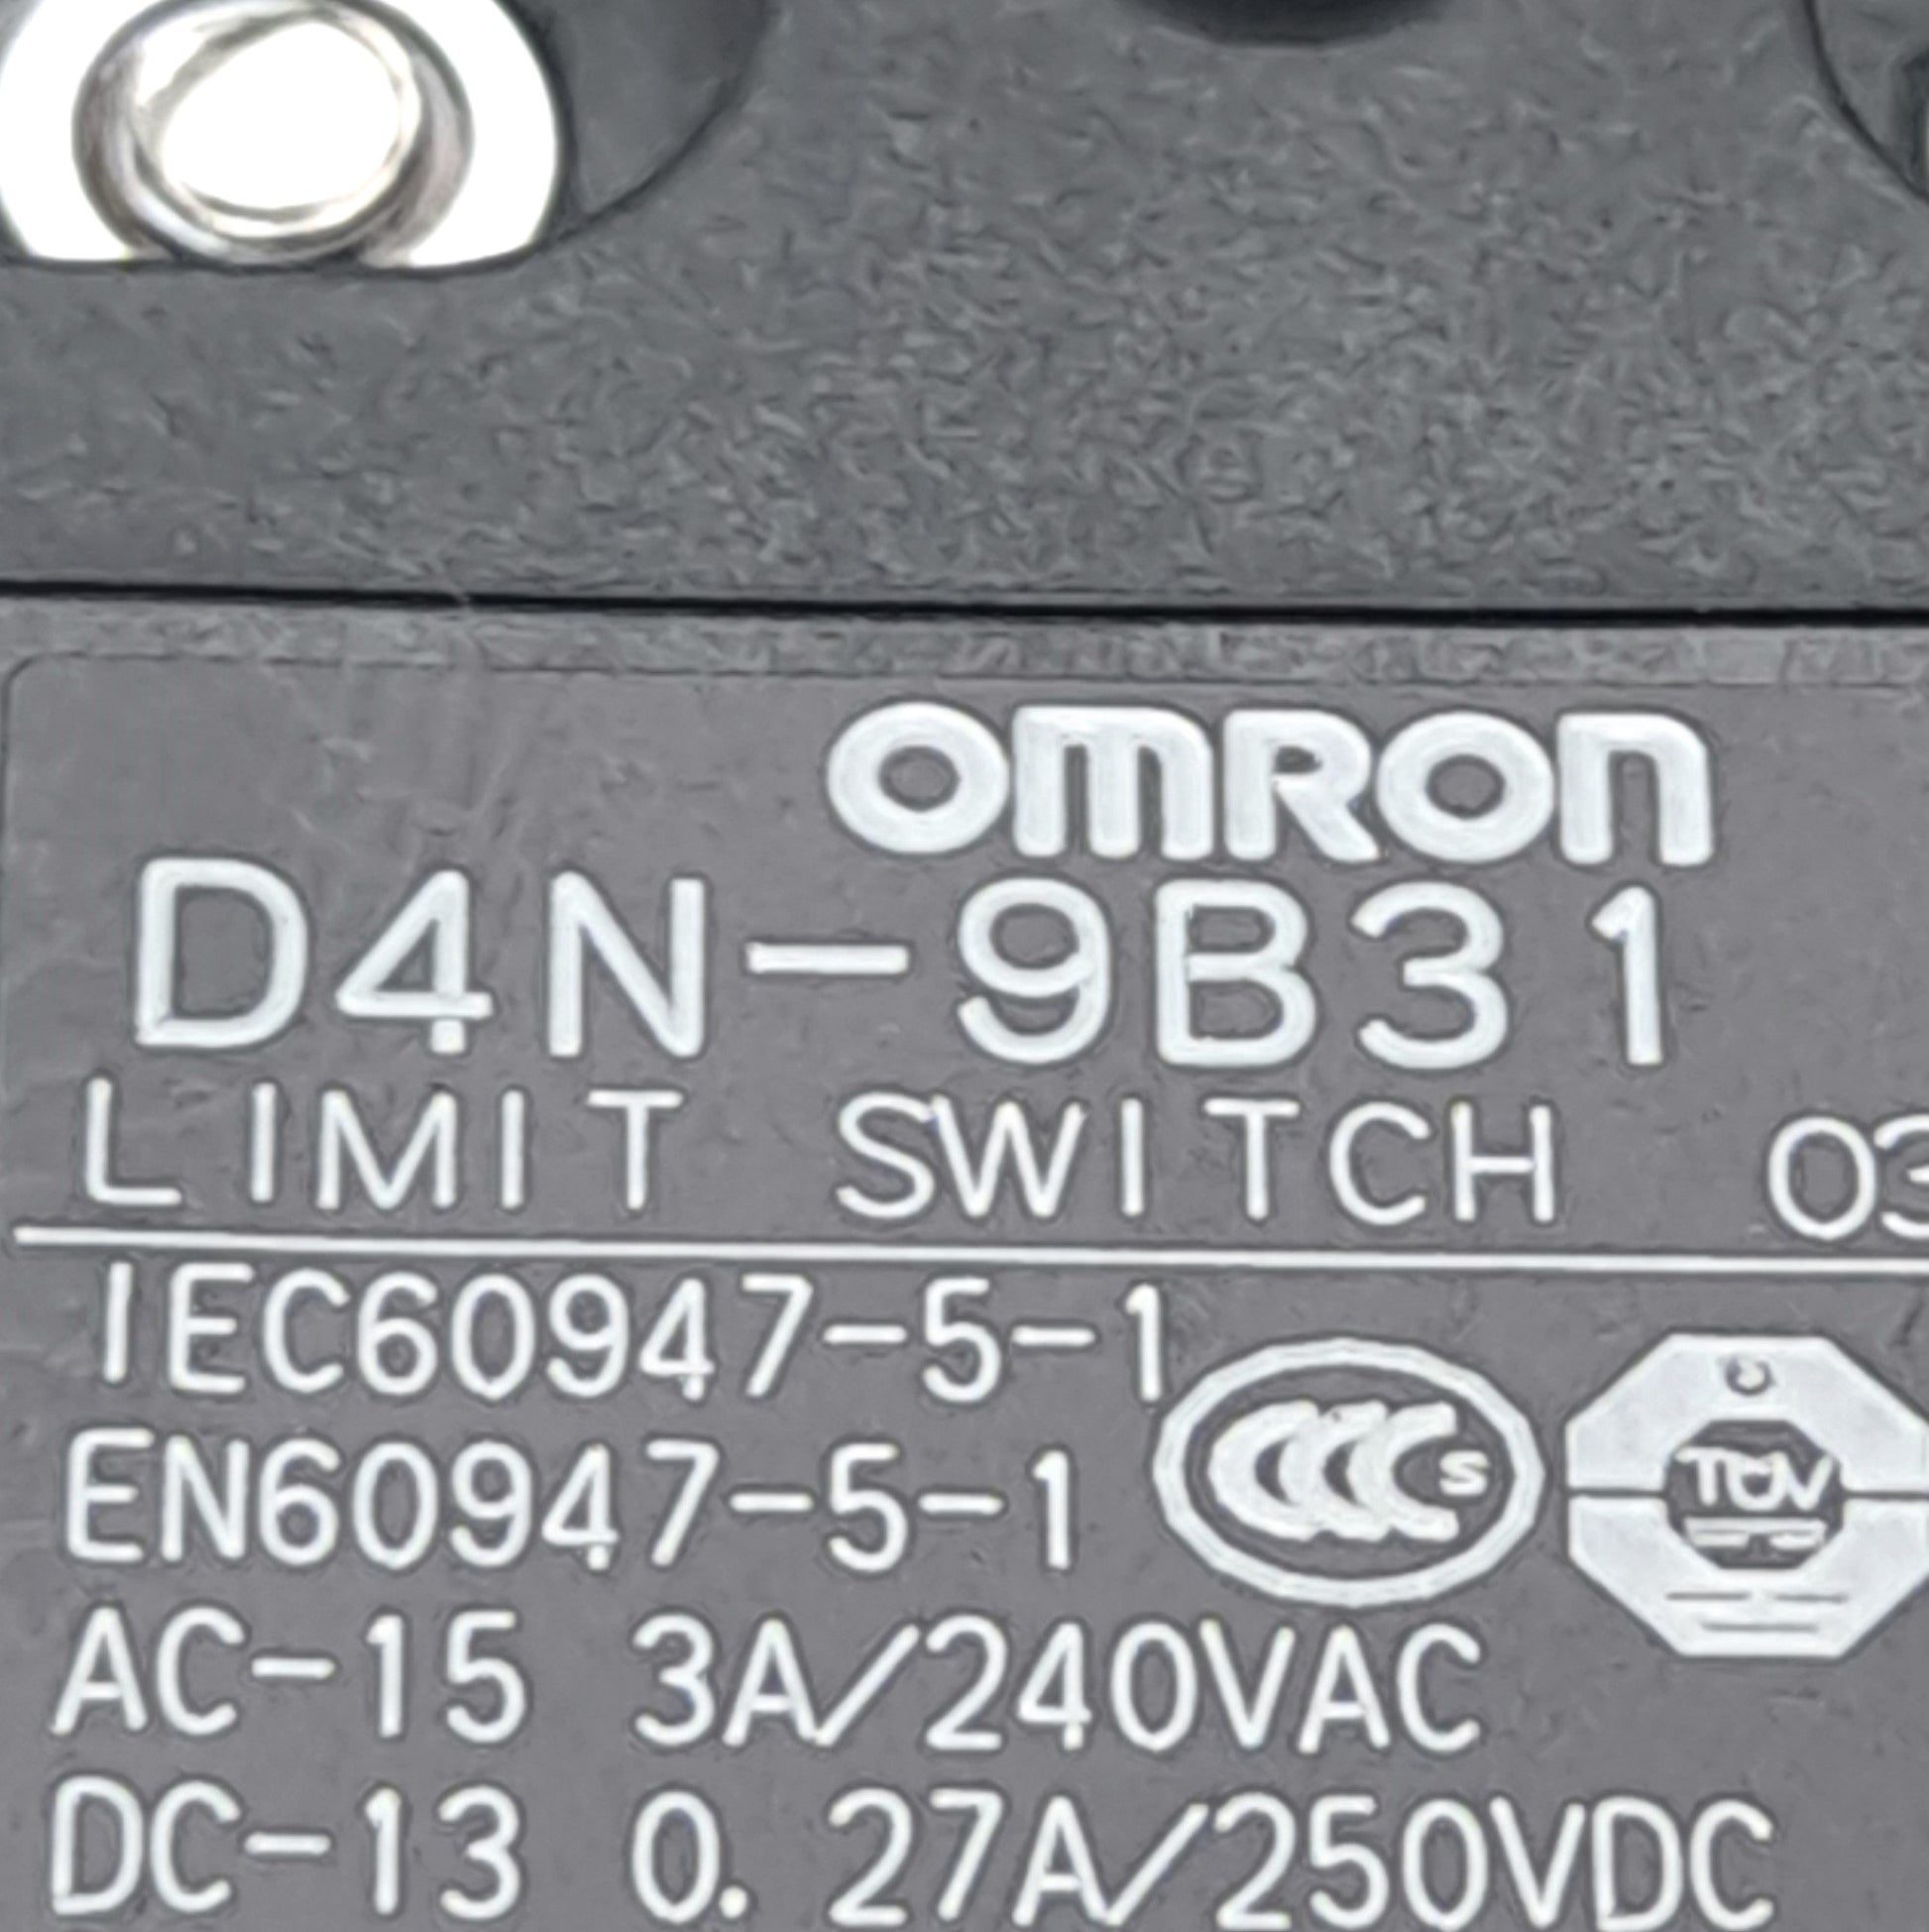 omron
D4N-9B31
LIMIT SWITCH 03
IEC60947-5-1
CCC S
TÜV
EN60947-5-1
AC-15 3A/240VAC
DC-13 0.27A/250VDC